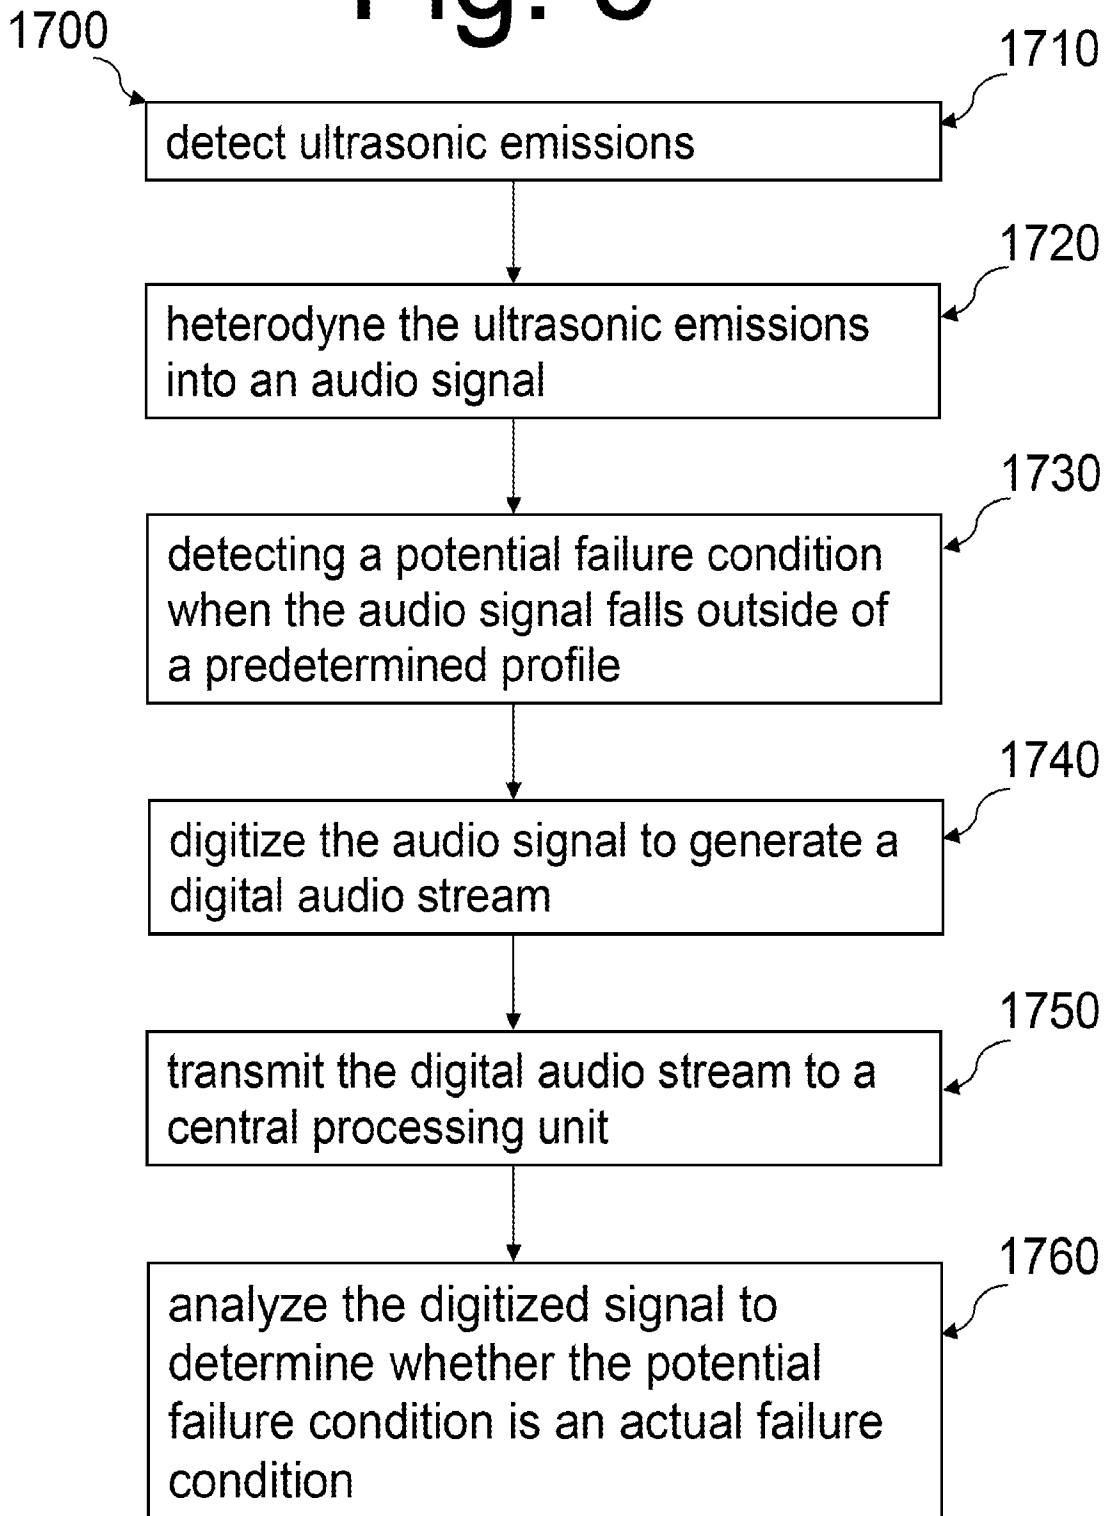 Fig.
1700
1710
detect ultrasonic emissions
1720
heterodyne the ultrasonic emissions
into an audio signal
1730
detecting a potential failure condition
when the audio signal falls outside of
a predetermined profile
1740
digitize the audio signal to generate a
digital audio stream
1750
transmit the digital audio stream to a
central processing unit
1760
analyze the digitized signal to
determine whether the potential
failure condition is an actual failure
condition